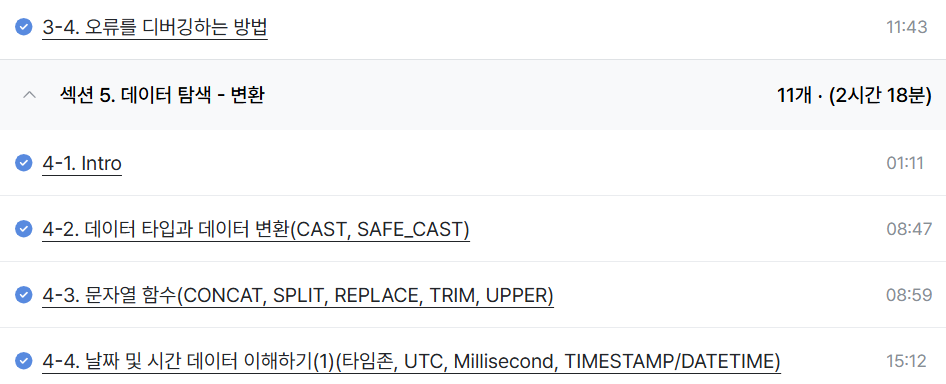 3-4. 오류를 디버깅하는 방법 11:43
섹션 5. 데이터 탐색 - 변환 11개 · (2시간 18분)
4-1. Intro 01:11
4-2. 데이터 타입과 데이터 변환(CAST, SAFE_CAST) 08:47
4-3. 문자열 함수(CONCAT, SPLIT, REPLACE, TRIM, UPPER) 08:59
4-4. 날짜 및 시간 데이터 이해하기(1)(타임존, UTC, Millisecond, TIMESTAMP/DATETIME) 15:12